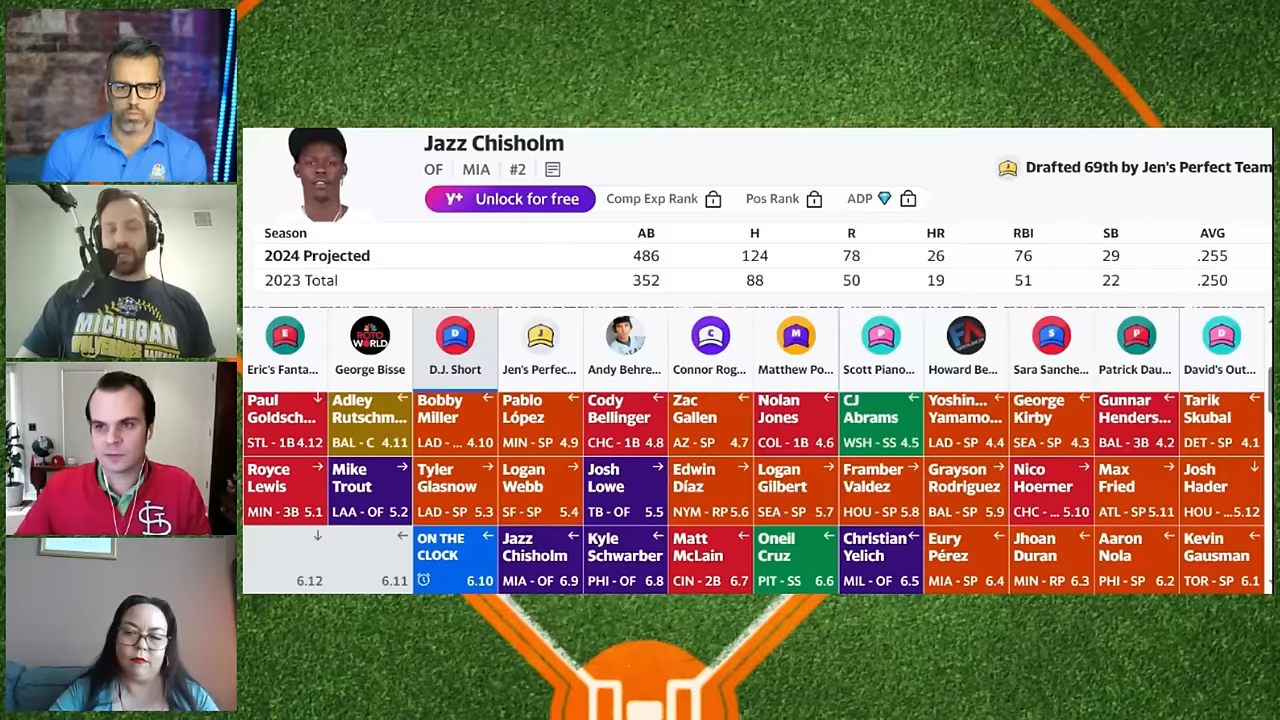 MICHIGAN
WOLVERINES
Jazz Chisholm
OF MIA #2
Drafted 69th by Jen's Perfect Team
y+ Unlock for free Comp Exp Rank Pos Rank ADP
Season AB H R HR RBI SB AVG
2024 Projected 486 124 78 26 76 29 .255
2023 Total 352 88 50 19 51 22 .250
E ROTO WORLD D J C M P FA S P D
Eric's Fanta... George Bisse D.J. Short Jen's Perfec... Andy Behre... Connor Rog... Matthew Po... Scott Piano... Howard Be... Sara Sanche... Patrick Dau... David's Out...
Paul Adley Bobby Pablo Cody Zac Nolan CJ Yoshin... George Gunnar Tarik
Goldsch... Rutschm... Miller López Bellinger Gallen Jones Abrams Yamamo... Kirby Henders... Skubal
STL - 1B 4.12 BAL - C 4.11 LAD - ... 4.10 MIN - SP 4.9 CHC - 1B 4.8 AZ - SP 4.7 COL - 1B 4.6 WSH - SS 4.5 LAD - SP 4.4 SEA - SP 4.3 BAL - 3B 4.2 DET - SP 4.1
Royce Mike Tyler Logan Josh Edwin Logan Framber Grayson Nico Max Josh
Lewis Trout Glasnow Webb Lowe Díaz Gilbert Valdez Rodriguez Hoerner Fried Hader
MIN - 3B 5.1 LAA - OF 5.2 LAD - SP 5.3 SF - SP 5.4 TB - OF 5.5 NYM - RP 5.6 SEA - SP 5.7 HOU - SP 5.8 BAL - SP 5.9 CHC - ... 5.10 ATL - SP 5.11 HOU - ... 5.12
ON THE Jazz Kyle Matt Oneil Christian Eury Jhoan Aaron Kevin
CLOCK Chisholm Schwarber McLain Cruz Yelich Pérez Duran Nola Gausman
6.12 6.11 6.10 MIA - OF 6.9 PHI - OF 6.8 CIN - 2B 6.7 PIT - SS 6.6 MIL - OF 6.5 MIA - SP 6.4 MIN - RP 6.3 PHI - SP 6.2 TOR - SP 6.1